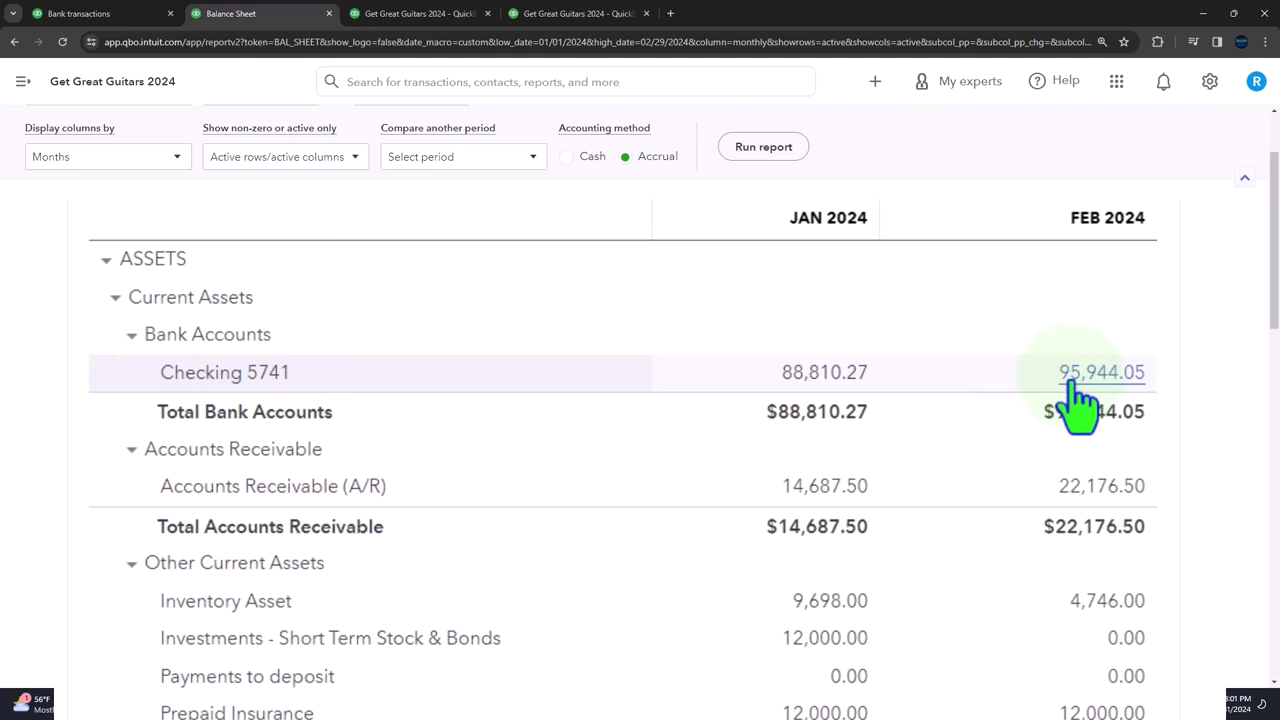 Bank transactions
Balance Sheet
Get Great Guitars 2024 - QuickB
Get Great Guitars 2024 - QuickB
app.qbo.intuit.com/app/reportv2?token=BAL_SHEET&show_logo=false&date_macro=custom&low_date=01/01/2024&high_date=02/29/2024&column=monthly&showrows=active&showcols=active&subcol_pp=&subcol_pp_chg=&subcol...
Get Great Guitars 2024
Search for transactions, contacts, reports, and more
My experts
Help
R
Display columns by
Show non-zero or active only
Compare another period
Accounting method
Months
Active rows/active columns
Select period
Cash
Accrual
Run report
JAN 2024 FEB 2024
ASSETS
Current Assets
Bank Accounts
Checking 5741 88,810.27 95,944.05
Total Bank Accounts $88,810.27 44.05
Accounts Receivable
Accounts Receivable (A/R) 14,687.50 22,176.50
Total Accounts Receivable $14,687.50 $22,176.50
Other Current Assets
Inventory Asset 9,698.00 4,746.00
Investments - Short Term Stock & Bonds 12,000.00 0.00
Payments to deposit 0.00 0.00
Prepaid Insurance 12,000.00 12,000.00
1
56°F
:01 PM
/2024